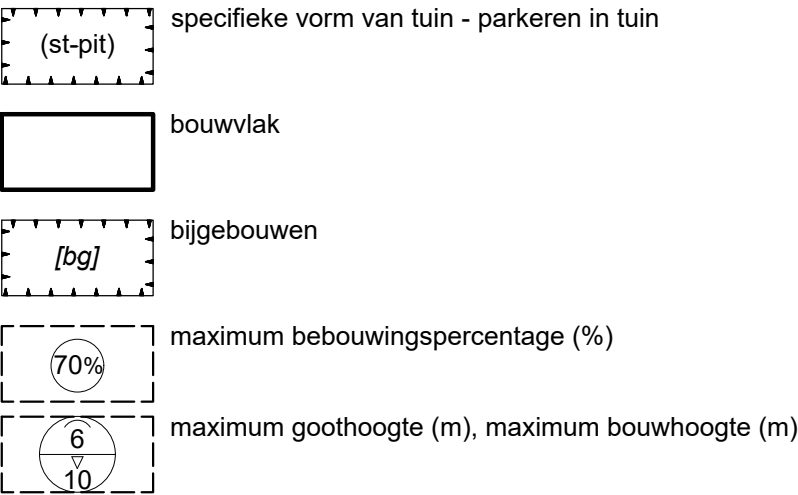 (st-pit) specifieke vorm van tuin - parkeren in tuin
bouwvlak
[bg] bijgebouwen
70% maximum bebouwingspercentage (%)
6 maximum goothoogte (m), maximum bouwhoogte (m)
10